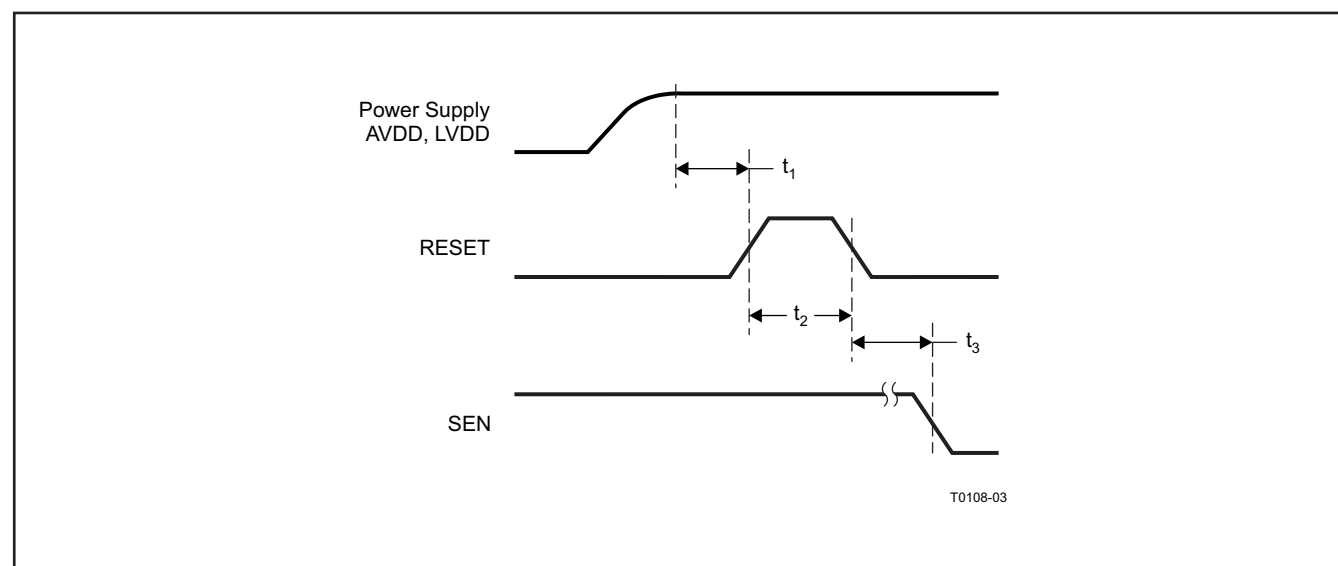 Power Supply
AVDD, LVDD
t1
RESET
t2
t3
SEN
T0108-03